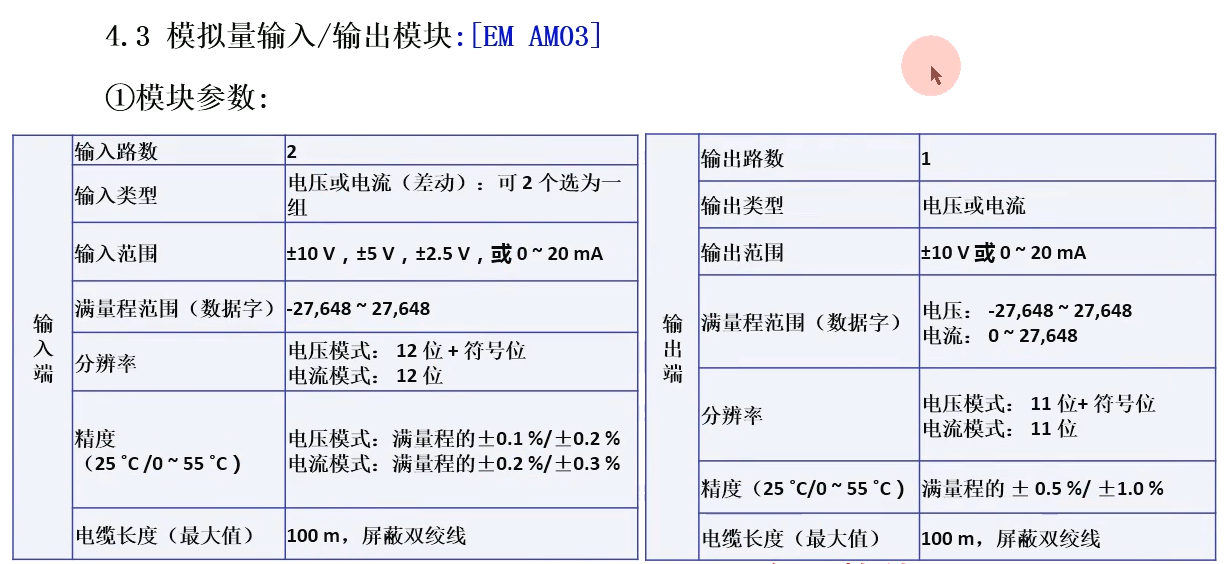 4.3 模拟量输入/输出模块:[EM AM03]
①模块参数:
输入端
输入路数 2
输入类型 电压或电流（差动）: 可 2 个选为一
组
输入范围 ±10 V , ±5 V , ±2.5 V , 或 0 ~ 20 mA
满量程范围（数据字） -27,648 ~ 27,648
分辨率 电压模式： 12 位 + 符号位
电流模式： 12 位
精度
（25 ˚C /0 ~ 55 ˚C ）
电压模式: 满量程的±0.1 %/±0.2 %
电流模式: 满量程的±0.2 %/±0.3 %
电缆长度（最大值） 100 m，屏蔽双绞线
输出端
输出路数 1
输出类型 电压或电流
输出范围 ±10 V 或 0 ~ 20 mA
满量程范围（数据字） 电压： -27,648 ~ 27,648
电流： 0 ~ 27,648
分辨率 电压模式： 11 位+ 符号位
电流模式： 11 位
精度（25 ˚C/0 ~ 55 ˚C ） 满量程的 ± 0.5 %/ ±1.0 %
电缆长度（最大值） 100 m，屏蔽双绞线